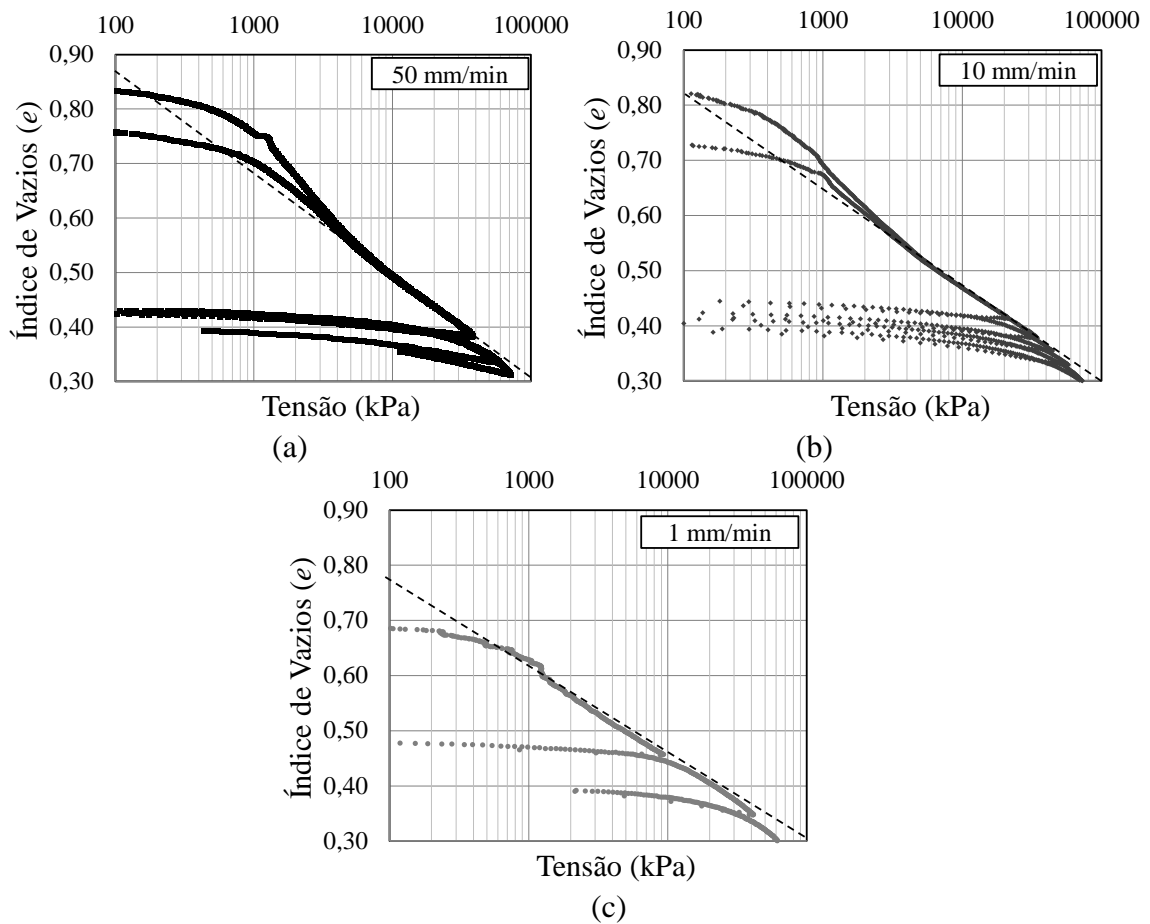 100 1000 10000 100000
0,90
0,80
0,70
0,60
0,50
0,40
0,30
Índice de Vazios (e)
50 mm/min
Tensão (kPa)
(a)
100 1000 10000 100000
0,90
0,80
0,70
0,60
0,50
0,40
0,30
Índice de Vazios (e)
10 mm/min
Tensão (kPa)
(b)
100 1000 10000 100000
0,90
0,80
0,70
0,60
0,50
0,40
0,30
Índice de Vazios (e)
1 mm/min
Tensão (kPa)
(c)